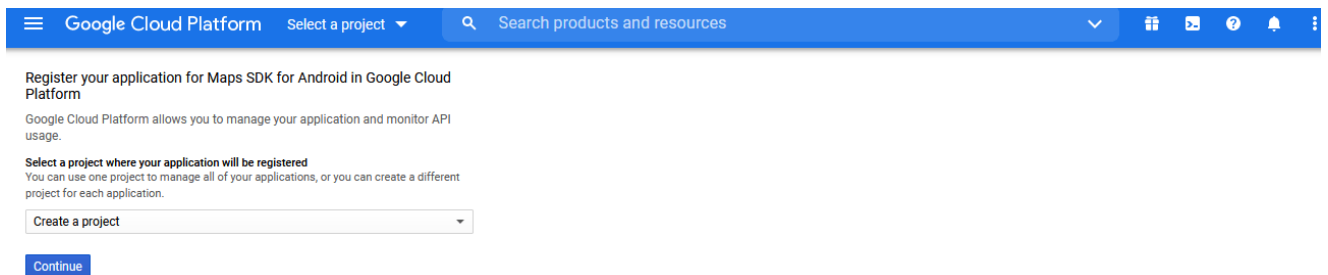 Google Cloud Platform Select a project Search products and resources
Register your application for Maps SDK for Android in Google Cloud
Platform
Google Cloud Platform allows you to manage your application and monitor API
usage.
Select a project where your application will be registered
You can use one project to manage all of your applications, or you can create a different
project for each application.
Create a project
Continue